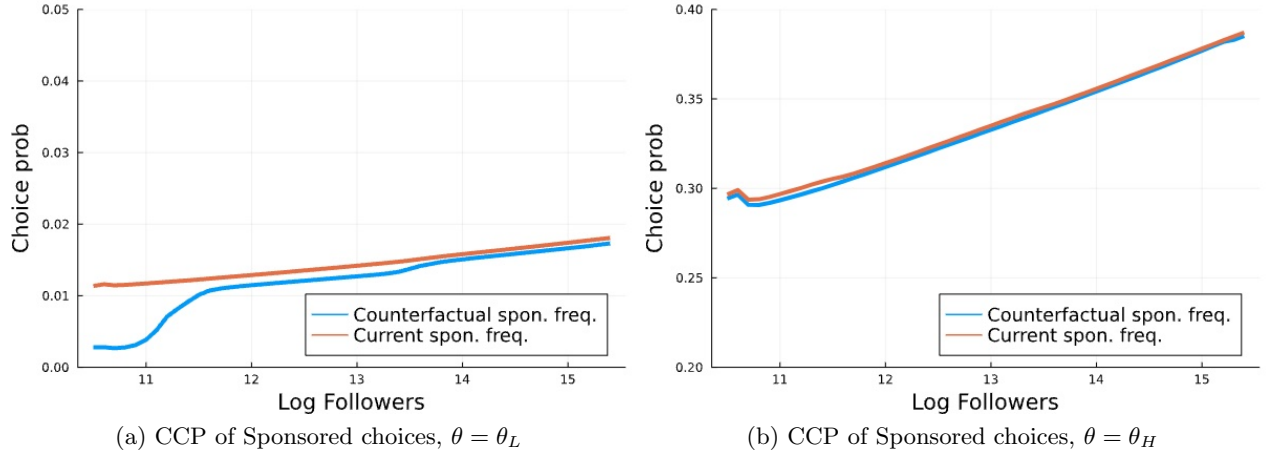 0.05
0.04
0.03
0.02
0.01
0.00
Choice prob
11 12 13 14 15
Log Followers
Counterfactual spon. freq.
Current spon. freq.
(a) CCP of Sponsored choices, θ = θ_L
0.40
0.35
0.30
0.25
0.20
Choice prob
11 12 13 14 15
Log Followers
Counterfactual spon. freq.
Current spon. freq.
(b) CCP of Sponsored choices, θ = θ_H